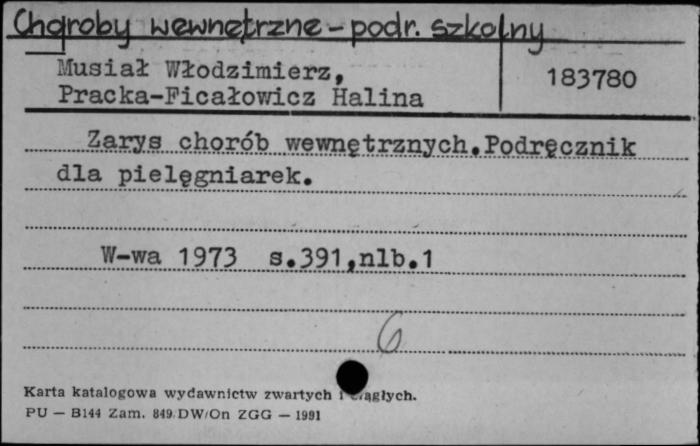 Choroby wewnętrzne – podr. szkolny
Musiał Włodzimierz,
Pracka-Ficałowicz Halina
183780
Zarys chorób wewnętrznych.Podręcznik
dla pielęgniarek.
W-wa 1973 s.391,nlb.1
6
Karta katalogowa wydawnictw zwartych i ciągłych.
PU — B144 Zam. 849/DW/On ZGG — 1991